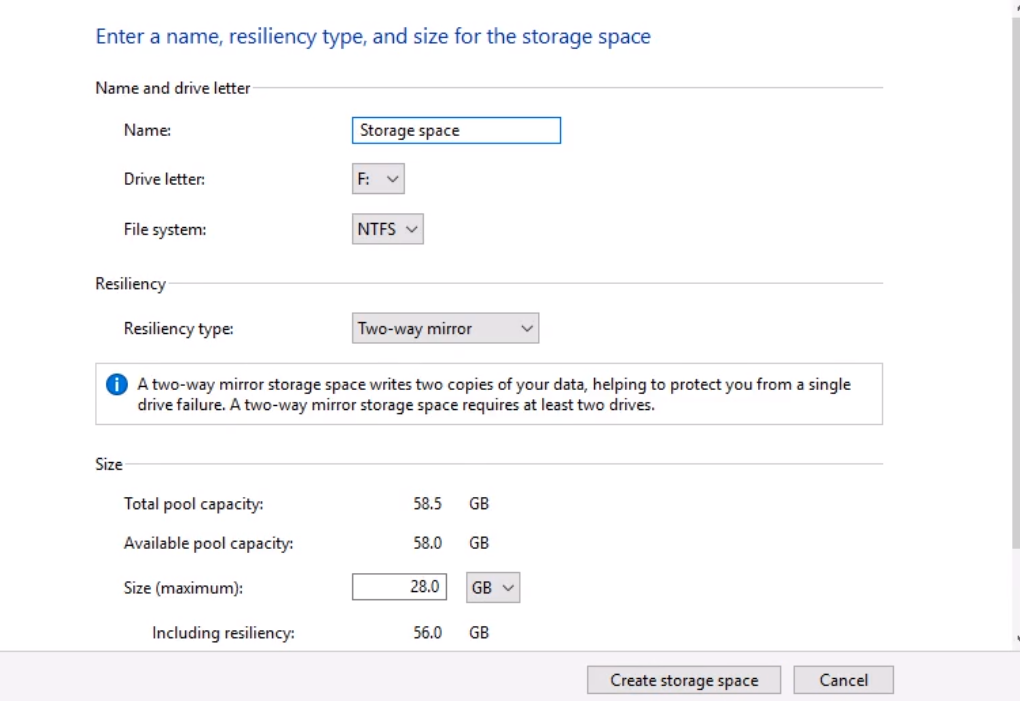 Enter a name, resiliency type, and size for the storage space
Name and drive letter
Name: Storage space
Drive letter: F:
File system: NTFS
Resiliency
Resiliency type: Two-way mirror
A two-way mirror storage space writes two copies of your data, helping to protect you from a single
drive failure. A two-way mirror storage space requires at least two drives.
Size
Total pool capacity: 58.5 GB
Available pool capacity: 58.0 GB
Size (maximum): 28.0 GB
Including resiliency: 56.0 GB
Create storage space Cancel